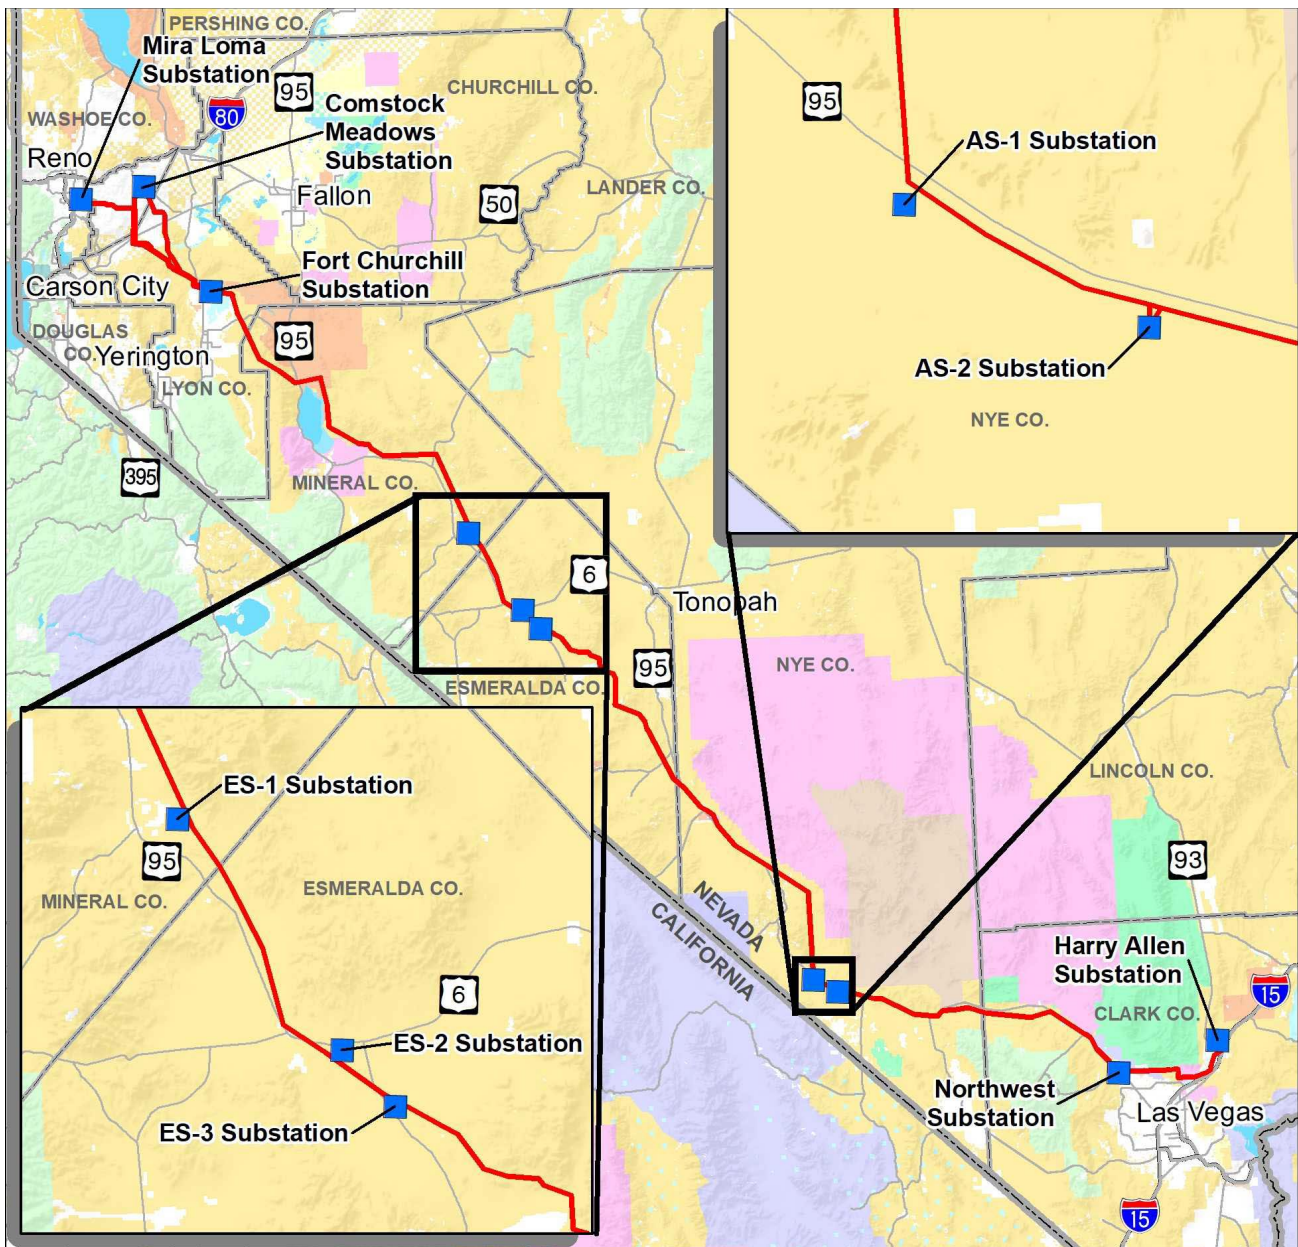 PERSHING CO.
Mira Loma
Substation
95
CHURCHILL CO.
80
Comstock
Meadows
Substation
WASHOE CO.
Reno
Fallon
LANDER CO.
50
Fort Churchill
Substation
Carson City
DOUGLAS
CO.
Yerington
95
LYON CO.
395
MINERAL CO.
6
Tonopah
95
NYE CO.
ESMERALDA CO.
95
AS-1 Substation
AS-2 Substation
NYE CO.
ES-1 Substation
95
ESMERALDA CO.
MINERAL CO.
6
ES-2 Substation
ES-3 Substation
NEVADA
CALIFORNIA
LINCOLN CO.
93
Harry Allen
Substation
15
CLARK CO.
Northwest
Substation
Las Vegas
15